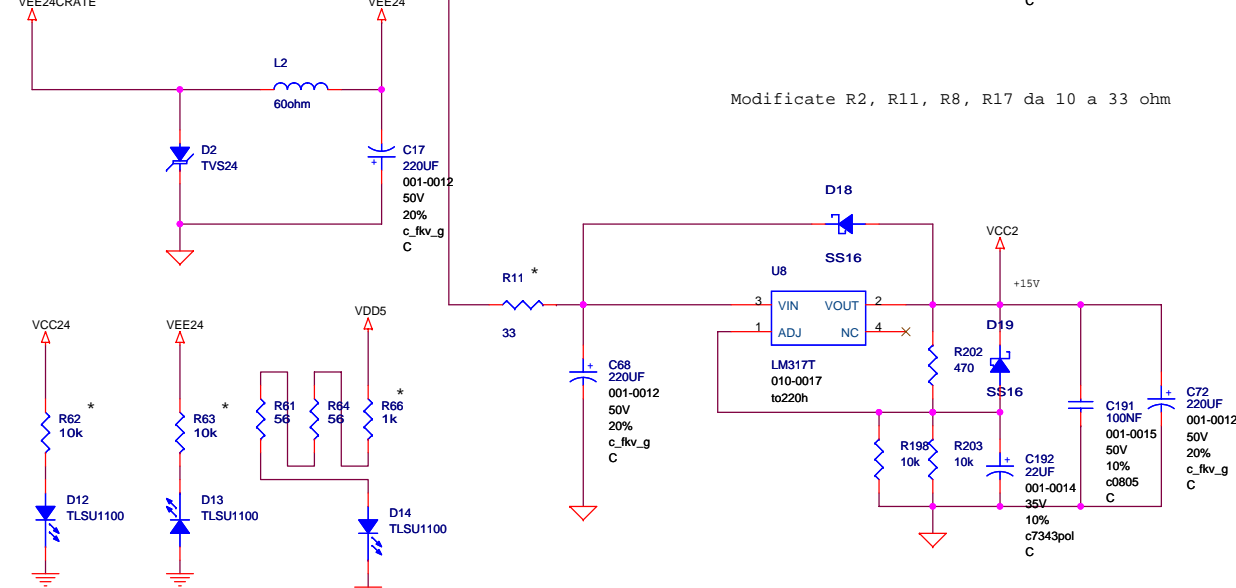 VEE24CRATE
VEE24
C
L2
60ohm
Modificate R2, R11, R8, R17 da 10 a 33 ohm
D2
TVS24
C17
220UF
001-0012
50V
20%
c_fkv_g
C
+
D18
SS16
VCC2
+15V
R11
*
33
U8
3
VIN
VOUT
2
1
ADJ
NC
4
LM317T
010-0017
to220h
D19
SS16
R202
470
C68
220UF
001-0012
50V
20%
c_fkv_g
C
+
VCC24
VEE24
VDD5
R62
10k
*
R63
10k
*
R61
56
R64
56
R66
1k
*
D12
TLSU1100
D13
TLSU1100
D14
TLSU1100
R198
10k
R203
10k
C192
22UF
001-0014
35V
10%
c7343pol
C
+
C191
100NF
001-0015
50V
10%
c0805
C
C72
220UF
001-0012
50V
20%
c_fkv_g
C
+